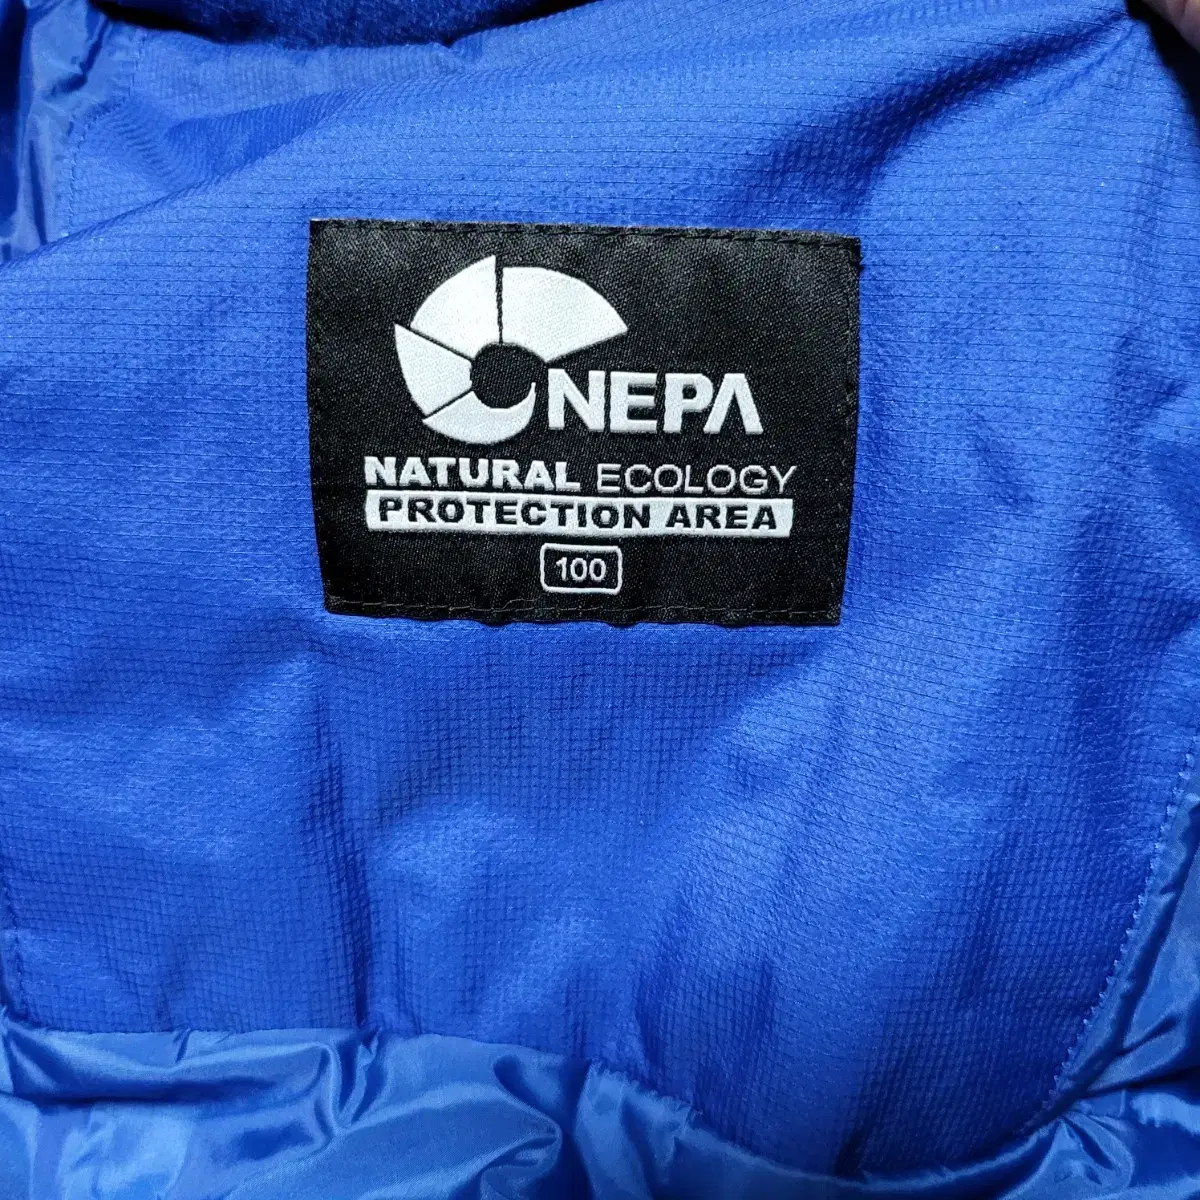 NEPA
NATURAL ECOLOGY
PROTECTION AREA
100